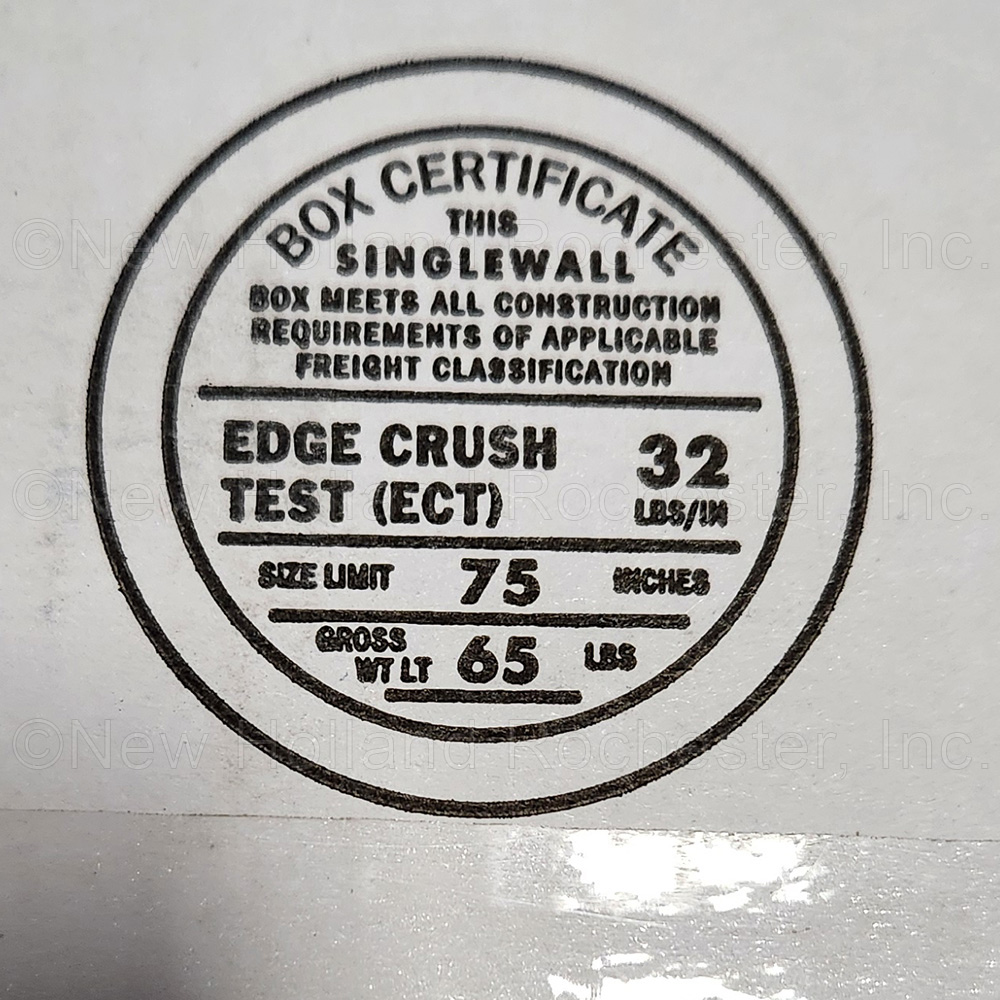 BOX CERTIFICATE
THIS
SINGLEWALL
BOX MEETS ALL CONSTRUCTION
REQUIREMENTS OF APPLICABLE
FREIGHT CLASSIFICATION
EDGE CRUSH
TEST (ECT)
32
LBS/IN
SIZE LIMIT 75 INCHES
GROSS
WT LT 65 LBS
©New Holland Rochester, Inc.
©New Holland Rochester, Inc.
©New Holland Rochester, Inc.